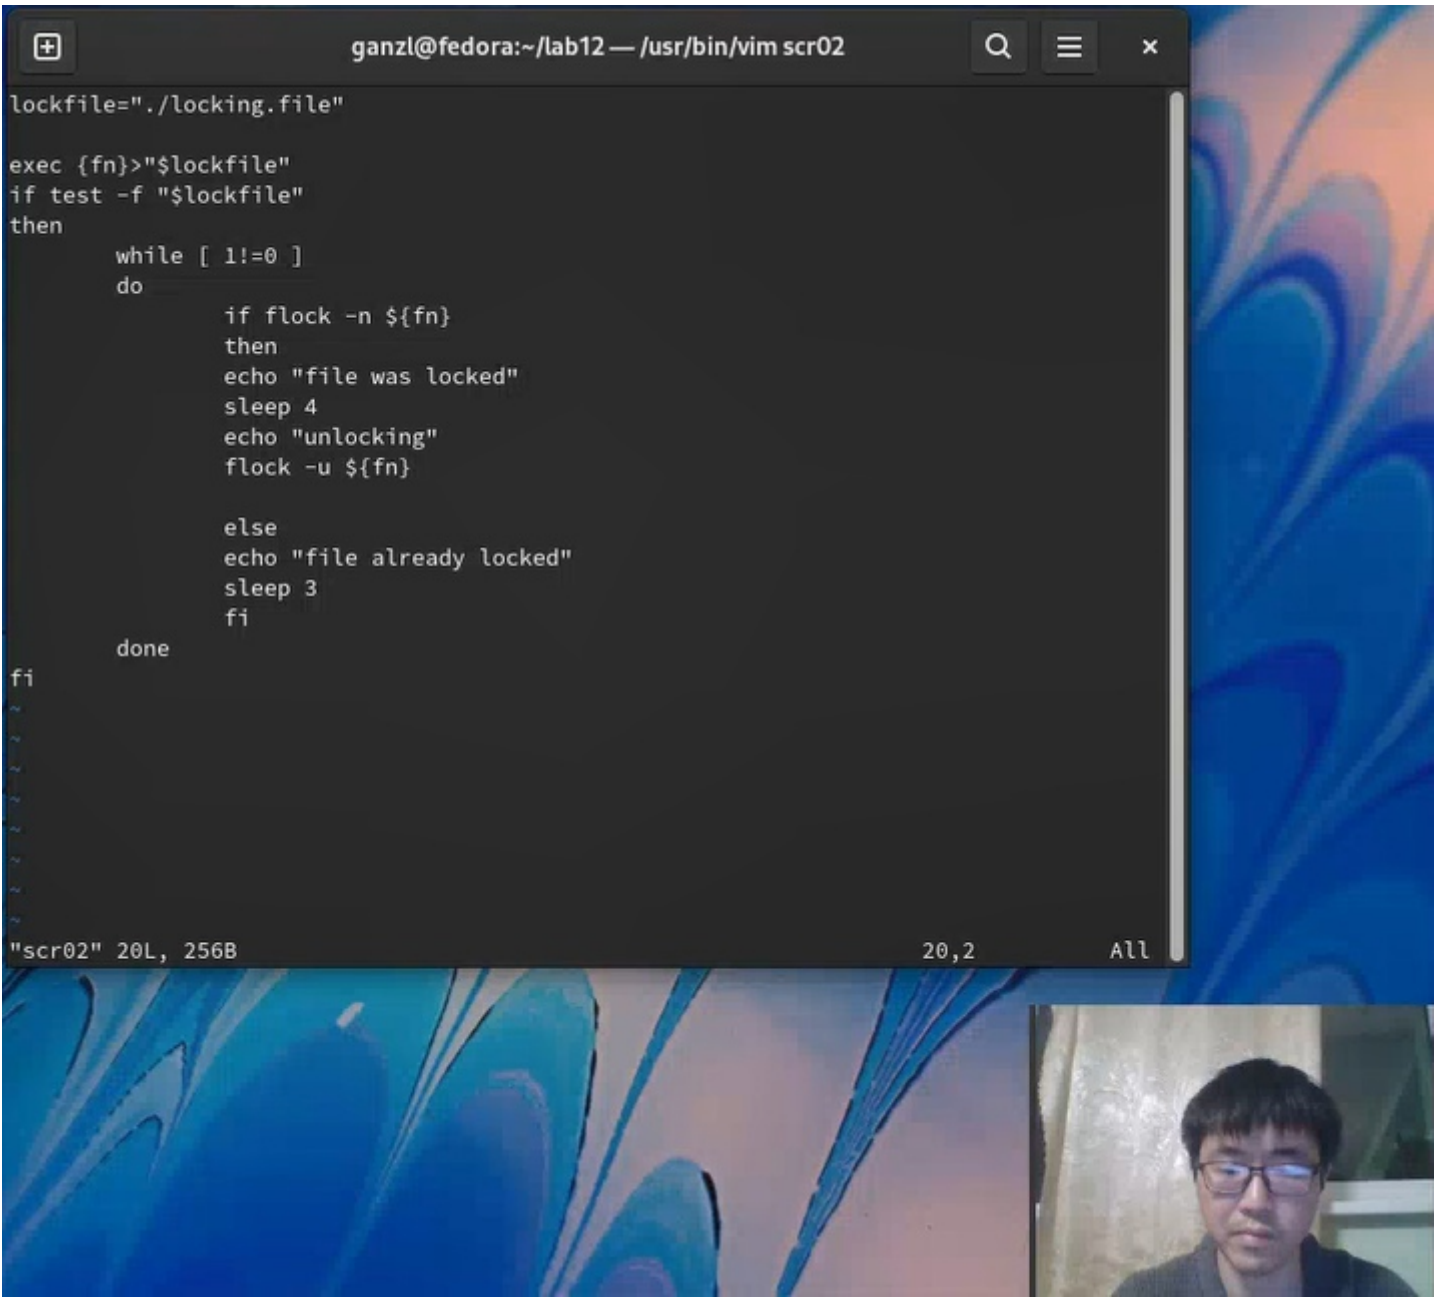 ganzl@fedora:~/lab12 — /usr/bin/vim scr02
lockfile="./locking.file"
exec {fn}>"$lockfile"
if test -f "$lockfile"
then
while [ 1!=0 ]
do
if flock -n ${fn}
then
echo "file was locked"
sleep 4
echo "unlocking"
flock -u ${fn}
else
echo "file already locked"
sleep 3
fi
done
fi
~
~
~
~
~
~
~
~
"scr02" 20L, 256B 20,2 All